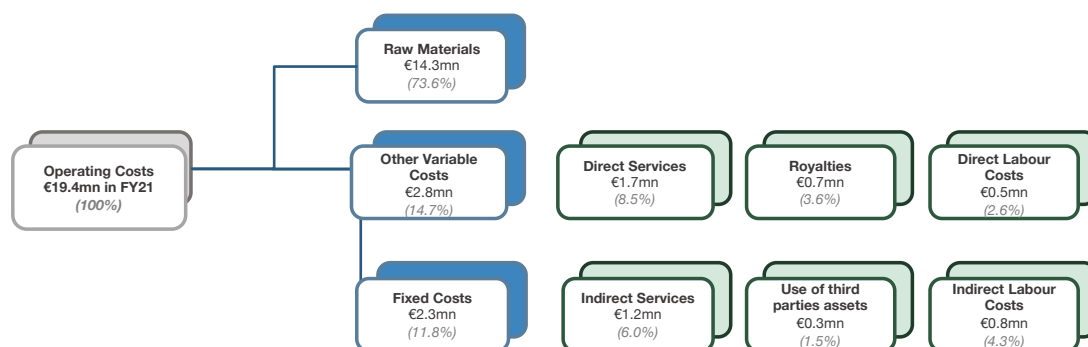 Raw Materials
€14.3mn
(73.6%)
Operating Costs
€19.4mn in FY21
(100%)
Other Variable
Costs
€2.8mn
(14.7%)
Direct Services
€1.7mn
(8.5%)
Royalties
€0.7mn
(3.6%)
Direct Labour
Costs
€0.5mn
(2.6%)
Fixed Costs
€2.3mn
(11.8%)
Indirect Services
€1.2mn
(6.0%)
Use of third
parties assets
€0.3mn
(1.5%)
Indirect Labour
Costs
€0.8mn
(4.3%)